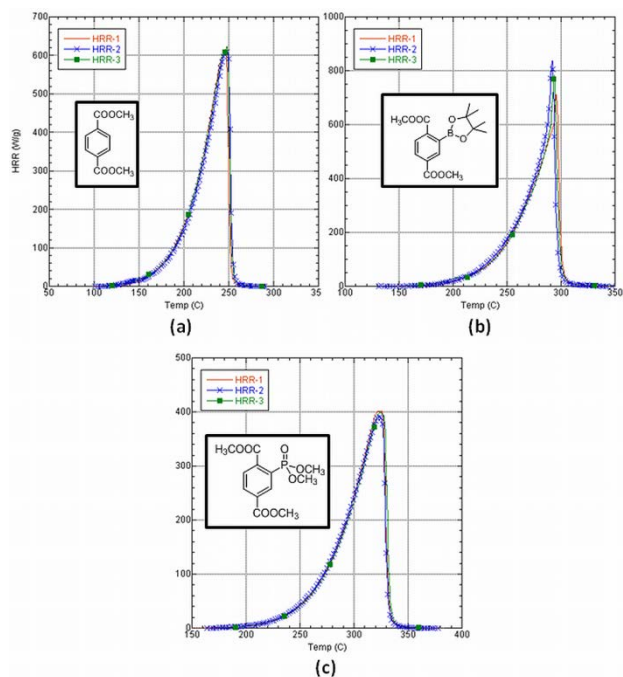 HRR-1
HRR-2
HRR-3
COOCH3
COOCH3
HRR (W/g)
700
600
500
400
300
200
100
0
50 100 150 200 250 300 35
Temp (C)
(a)
HRR-1
HRR-2
HRR-3
H3COOC
B
O
O
COOCH3
1000
800
600
400
200
0
100 150 200 250 300 350
Temp (C)
(b)
HRR-1
HRR-2
HRR-3
H3COOC
O
P
OCH3
OCH3
COOCH3
500
400
300
200
100
0
150 200 250 300 350 400
Temp (C)
(c)